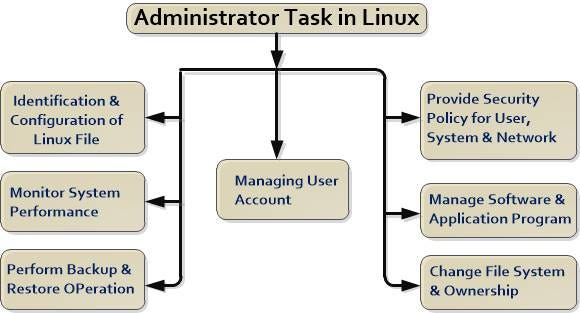 Administrator Task in Linux
Identification &
Configuration of
Linux File
Monitor System
Performance
Perform Backup &
Restore OPeration
Managing User
Account
Provide Security
Policy for User,
System & Network
Manage Software &
Application Program
Change File System
& Ownership